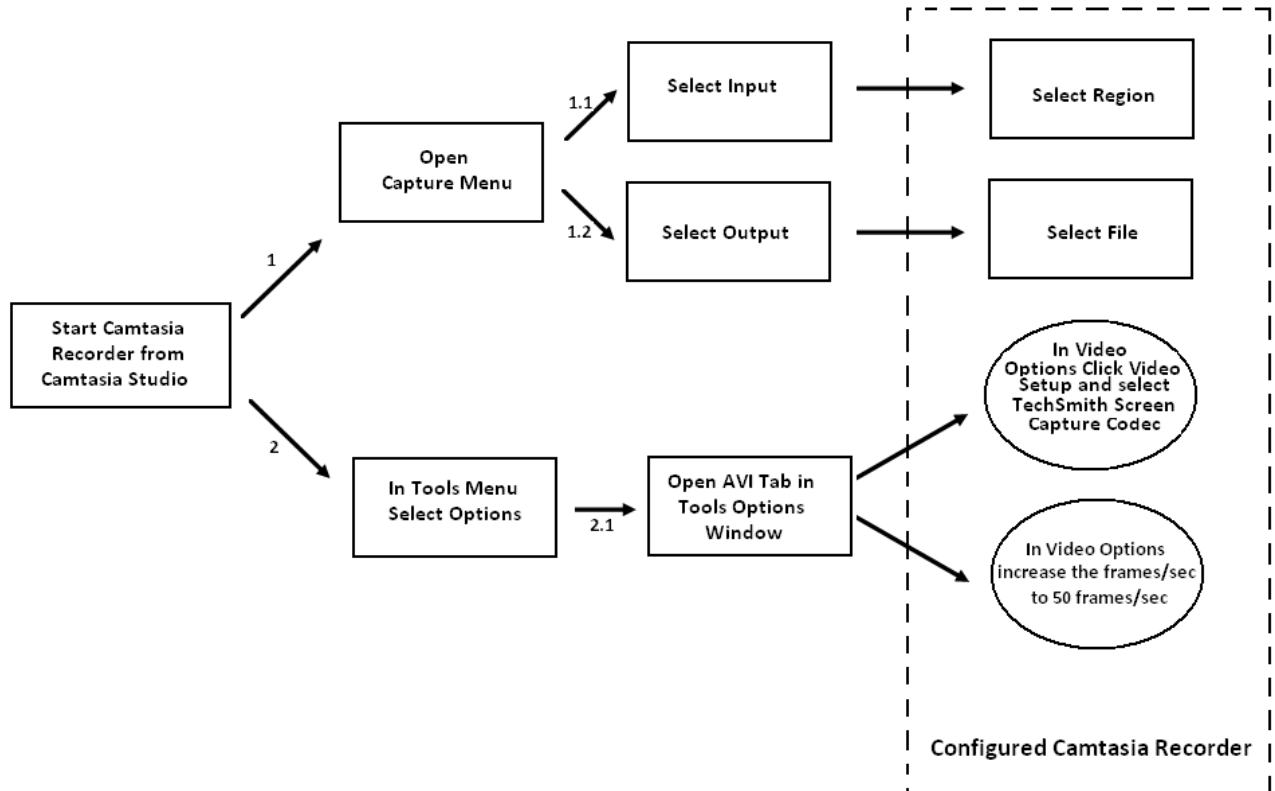 Start Camtasia
Recorder from
Camtasia Studio
1
2
Open
Capture Menu
1.1
1.2
Select Input
Select Region
Select Output
Select File
In Tools Menu
Select Options
2.1
Open AVI Tab in
Tools Options
Window
In Video
Options Click Video
Setup and select
TechSmith Screen
Capture Codec
In Video Options
increase the frames/sec
to 50 frames/sec
Configured Camtasia Recorder